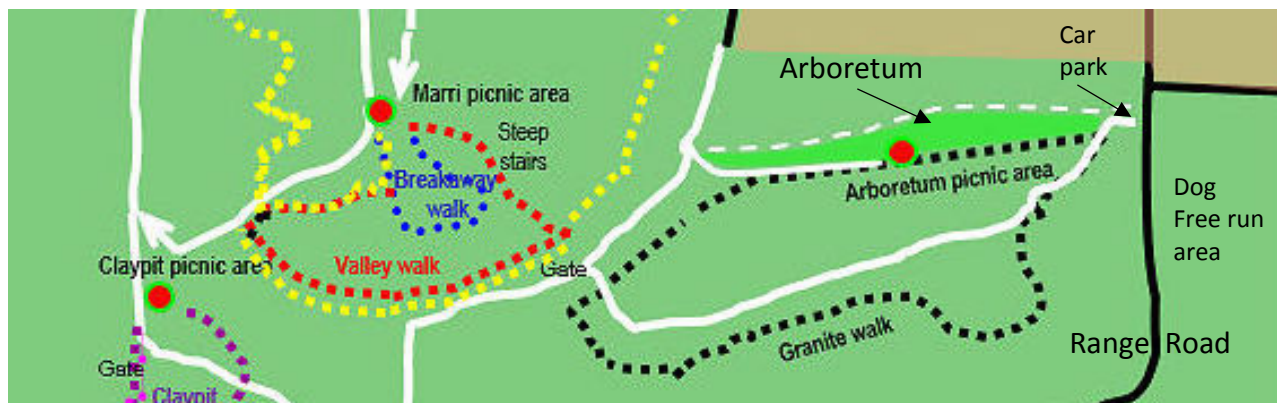 Car
park
Arboretum
Marri picnic area
Steep
stairs
Breakaway
walk
Arboretum picnic area
Dog
Free run
area
Claypit picnic area
Valley walk
Gate
Granite walk
Range Road
Gate
Claypit